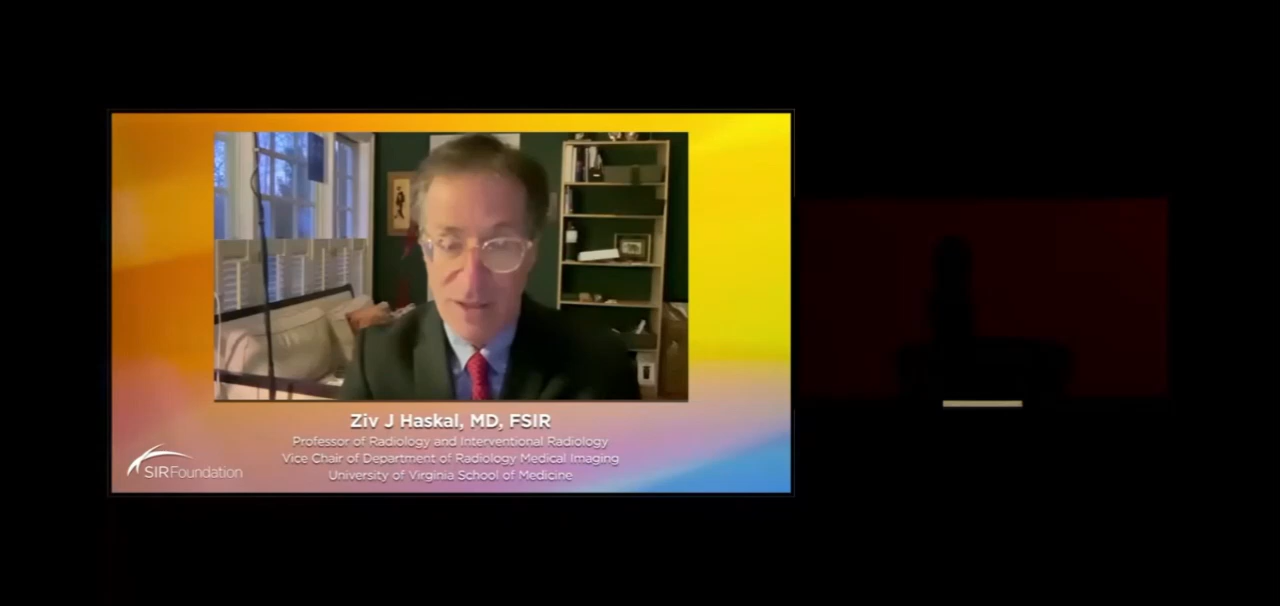 Ziv J Haskal, MD, FSIR
Professor of Radiology and Interventional Radiology
Vice Chair of Department of Radiology Medical Imaging
University of Virginia School of Medicine
SIRFoundation